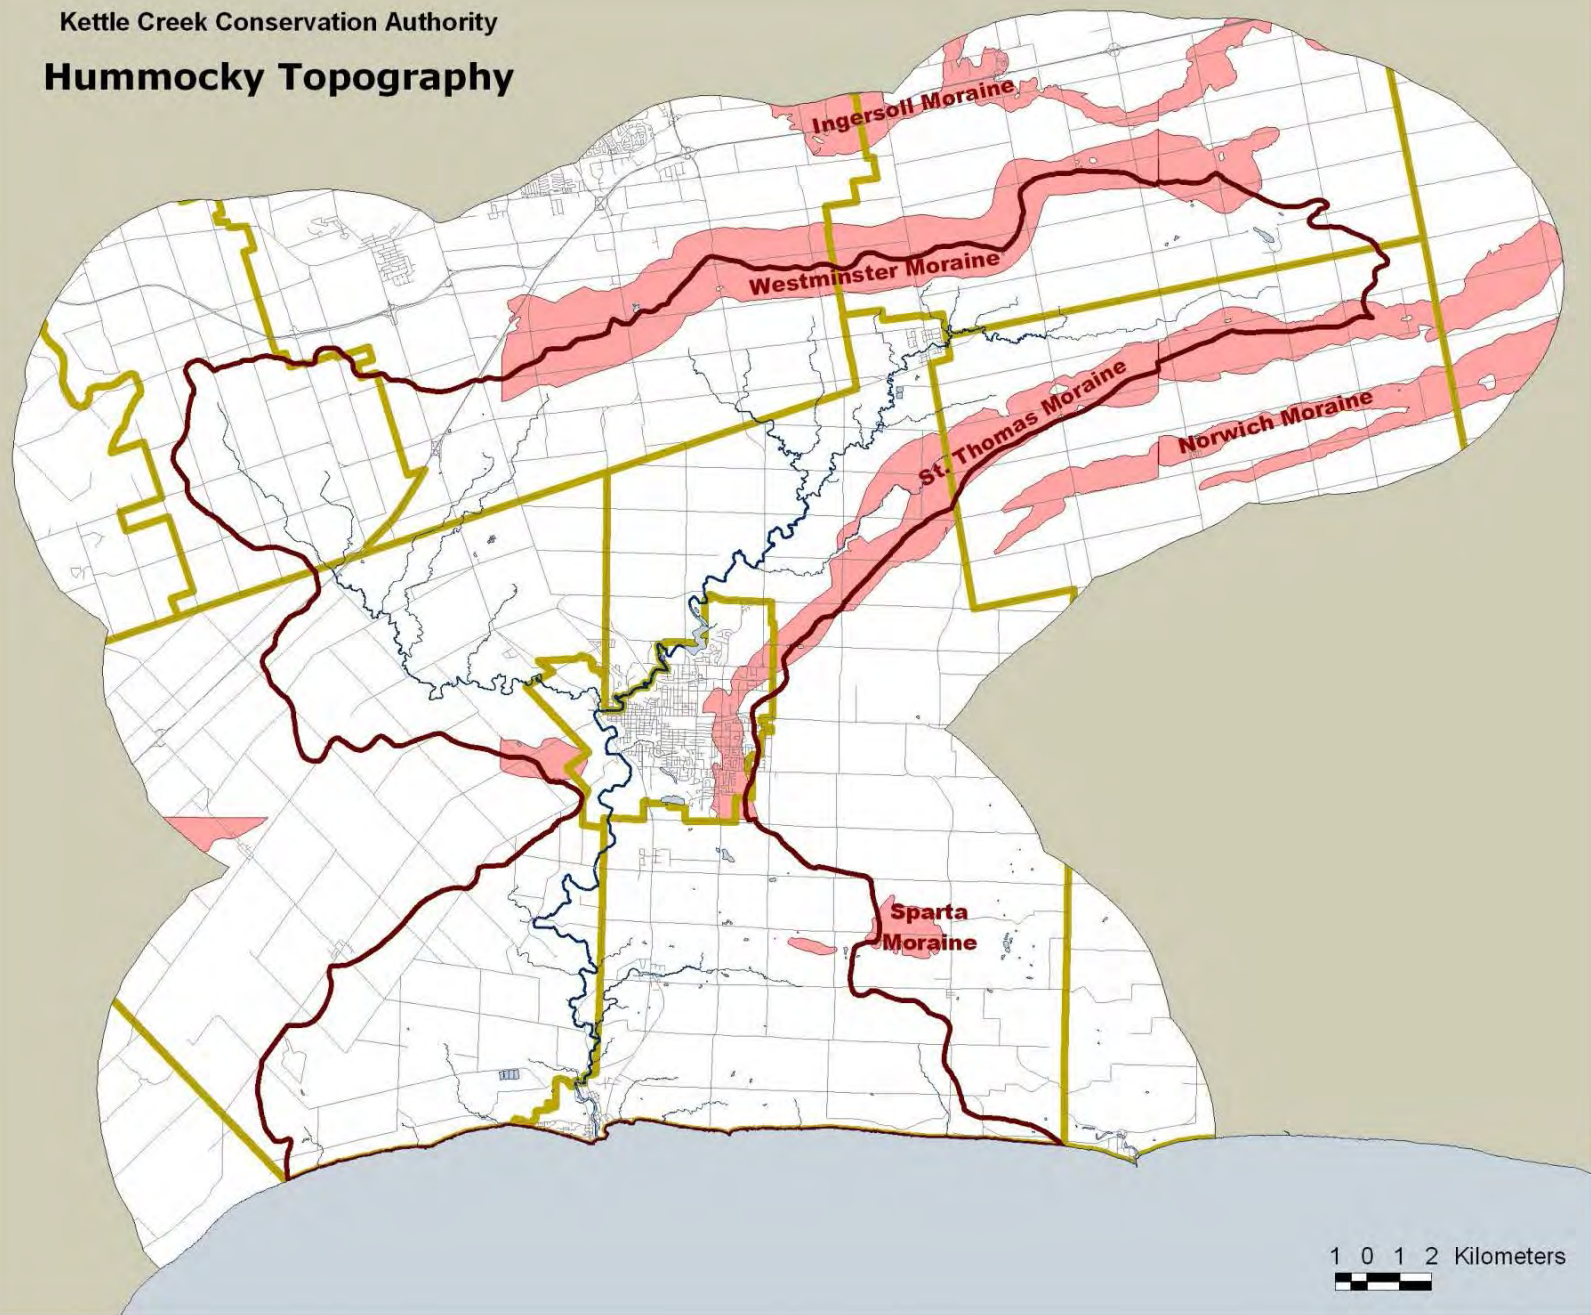 Kettle Creek Conservation Authority
Hummocky Topography
Ingersoll Moraine
Westminster Moraine
St. Thomas Moraine
Norwich Moraine
Sparta
Moraine
1 0 1 2 Kilometers